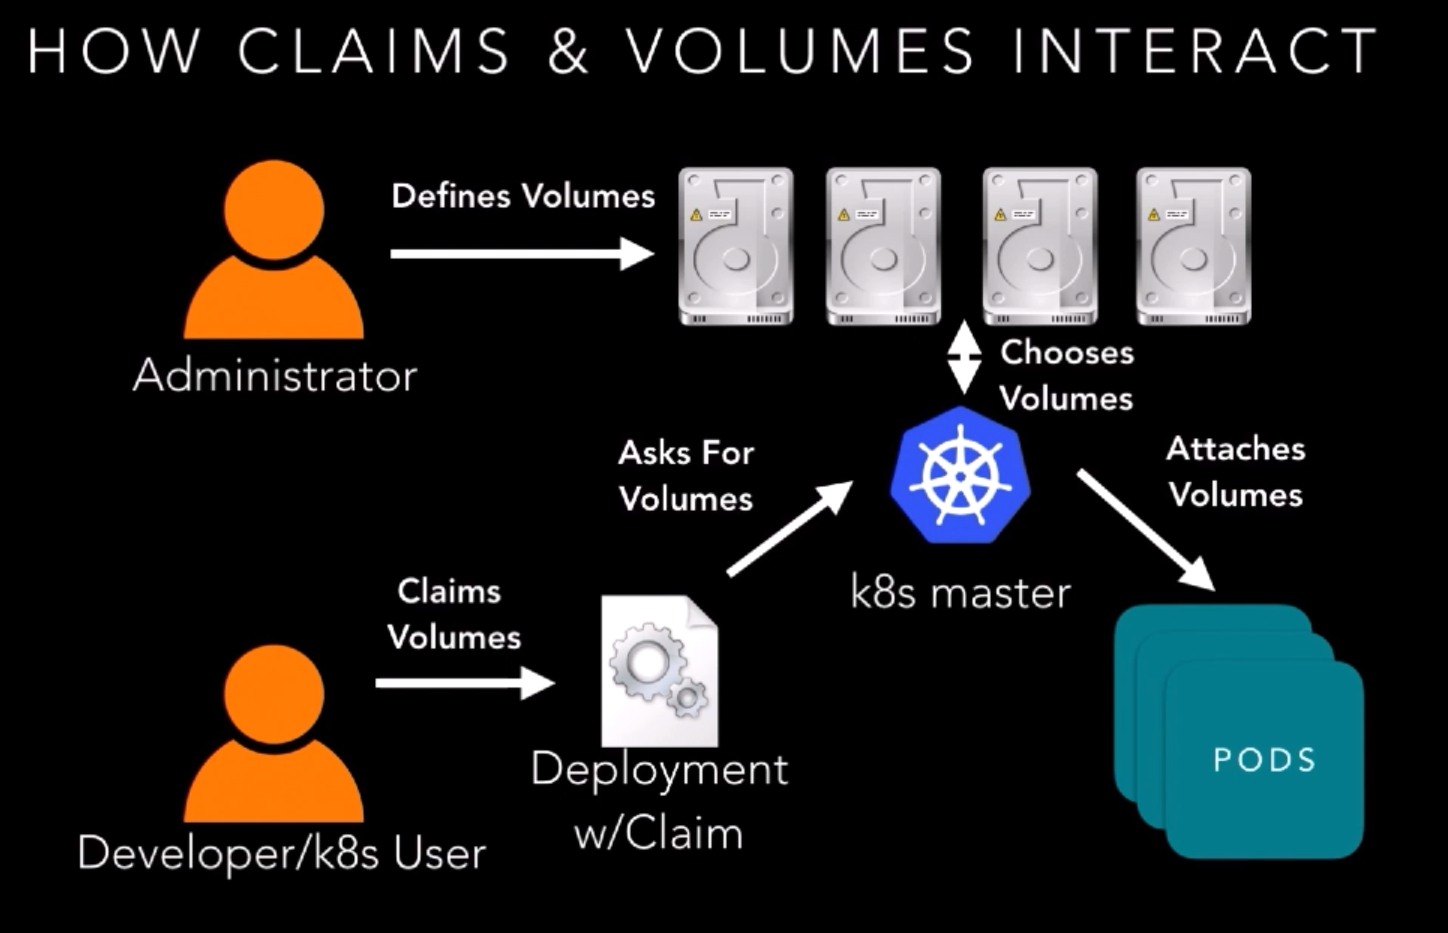 HOW CLAIMS & VOLUMES INTERACT
Defines Volumes
Administrator
Chooses
Volumes
Asks For
Volumes
Attaches
Volumes
k8s master
Claims
Volumes
Deployment
w/Claim
Developer/k8s User
PODS